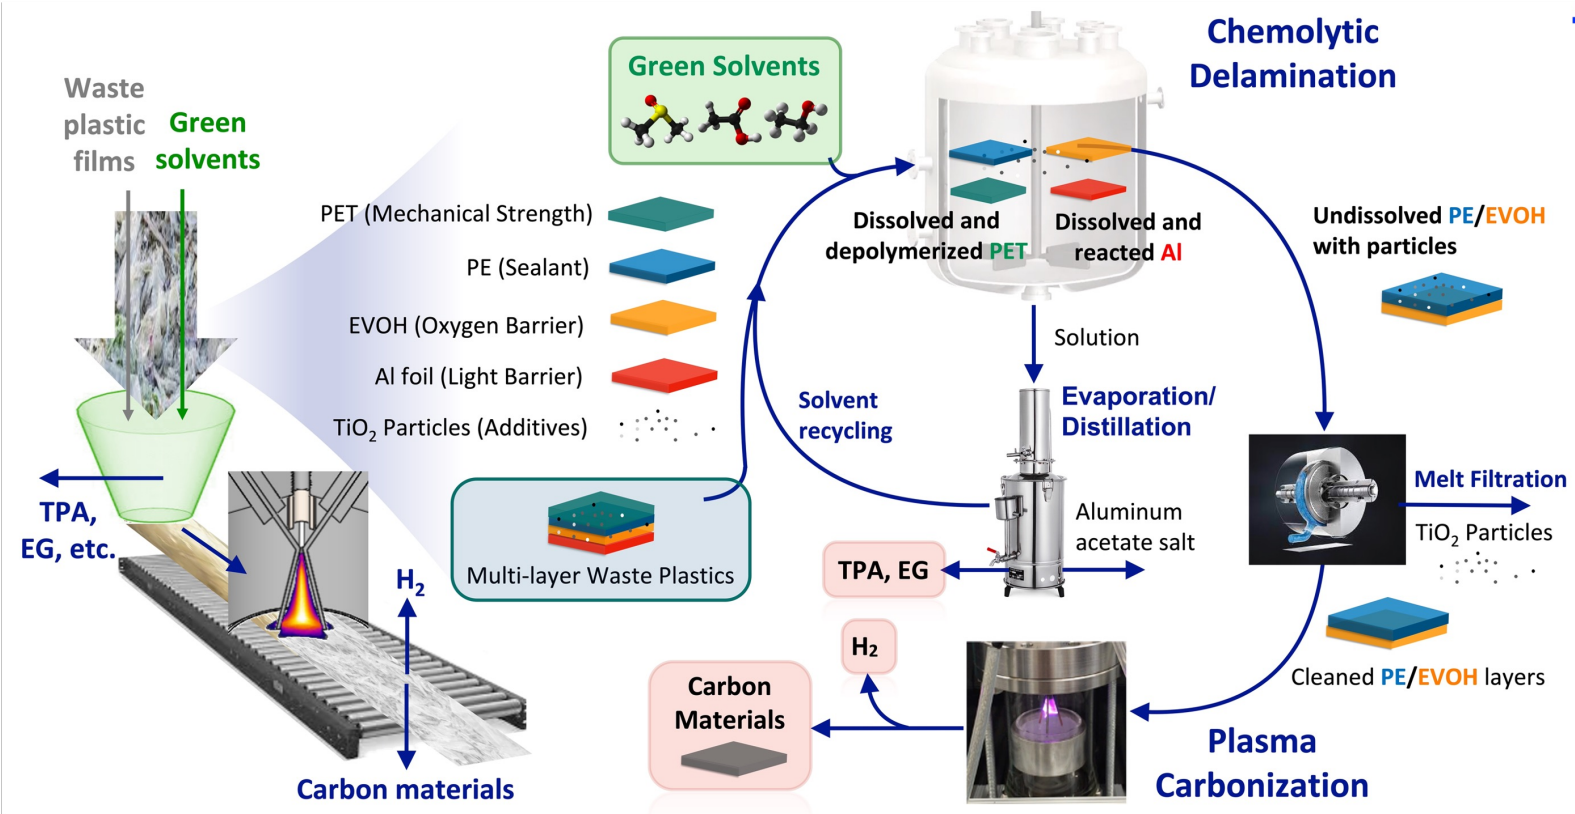 Waste
plastic
films
Green
solvents
TPA,
EG, etc.
H₂
Carbon materials
PET (Mechanical Strength)
PE (Sealant)
EVOH (Oxygen Barrier)
Al foil (Light Barrier)
TiO₂ Particles (Additives)
Multi-layer Waste Plastics
Green Solvents
Chemolytic
Delamination
Dissolved and
depolymerized PET
Dissolved and
reacted Al
Undissolved PE/EVOH
with particles
Solution
Evaporation/
Distillation
Solvent
recycling
Aluminum
acetate salt
TPA, EG
Melt Filtration
TiO₂ Particles
Cleaned PE/EVOH layers
Plasma
Carbonization
H₂
Carbon
Materials